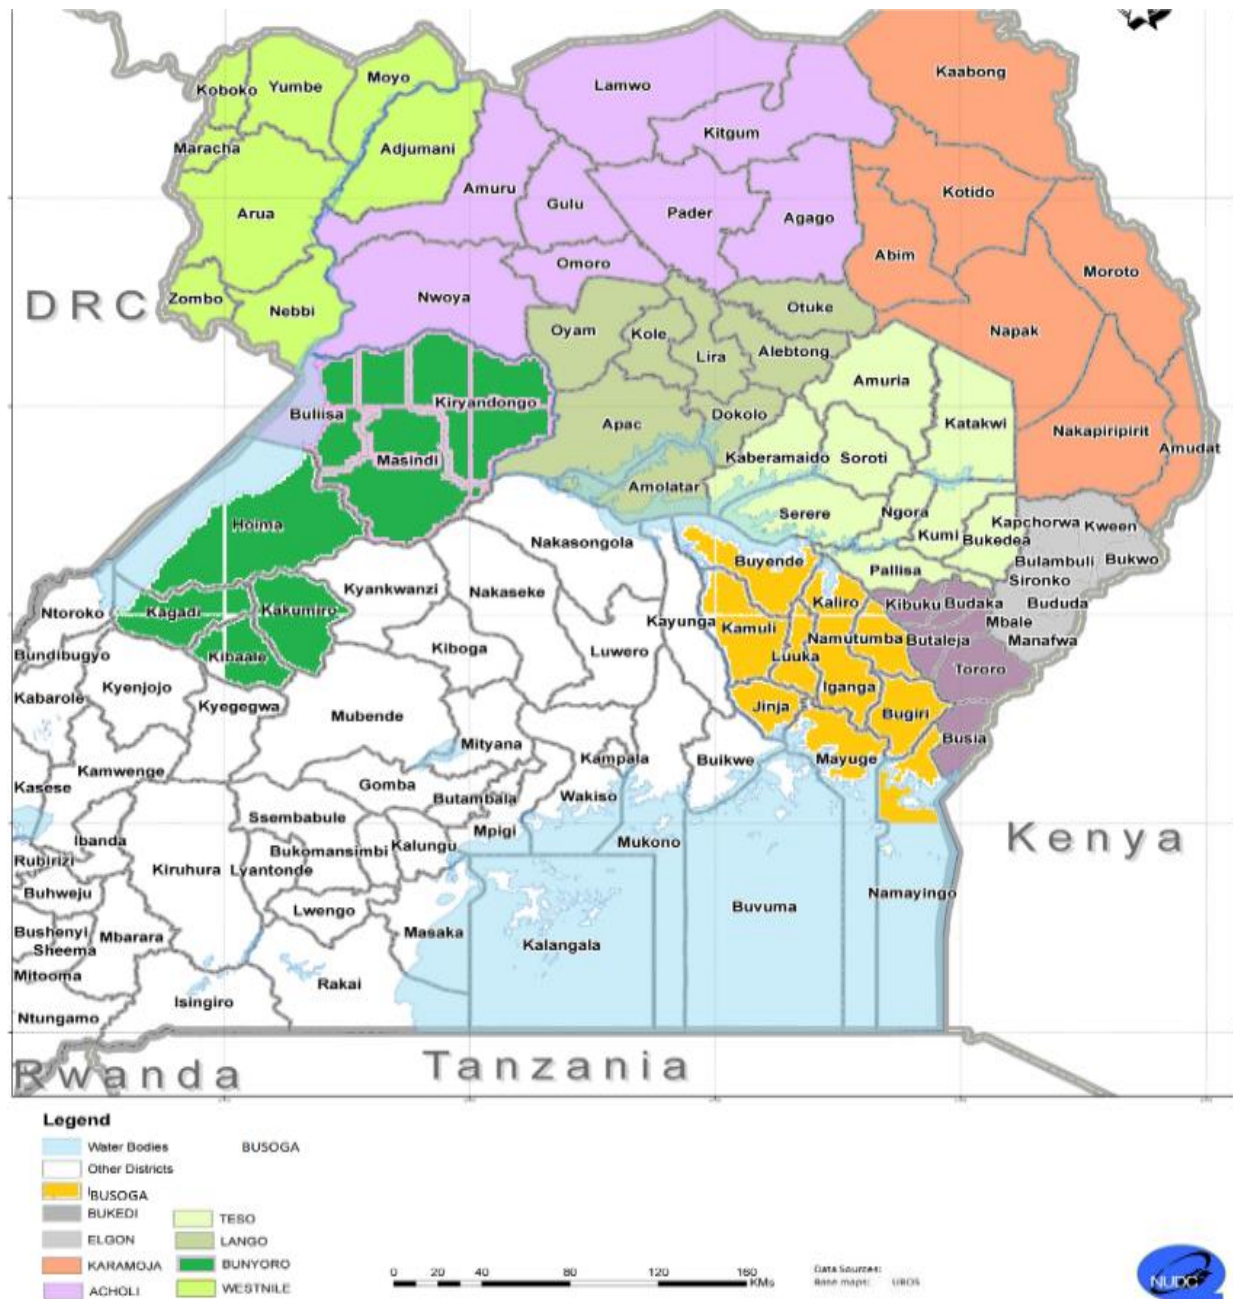 Kaabong
Moyo
Yumbe
Koboko
Lamwo
Kitgum
Maracha
Adjumani
Amuru
Kotido
Gulu
Pader
Agago
Arua
Abim
Omoro
Moroto
DRC
Zombo
Nebbi
Nwoya
Otuke
Oyam
Kole
Lira
Alebtong
Napak
Amuria
Buliisa
Kiryandongo
Dokolo
Apac
Katakwi
Nakapiripirit
Amudat
Masindi
Kaberamaido
Soroti
Amolatar
Serere
Ngora
Hoima
Kapchorwa
Kween
Kumi
Bukedea
Nakasongola
Buyende
Bulambuli
Bukwo
Pallisa
Sironko
Kyankwanzi
Nakaseke
Ntoroko
Kagadi
Kakumiro
Kaliro
Kibuku
Budaka
Bududa
Kayunga
Kamuli
Mbale
Namutumba
Butaleja
Manafwa
Bundibugyo
Kibaale
Kiboga
Luwero
Luuka
Tororo
Kabarole
Kyenjojo
Iganga
Kyegegwa
Jinja
Bugiri
Mubende
Busia
Mityana
Kampala
Buikwe
Mayuge
Kamwenge
Kasese
Gomba
Butambala
Wakiso
Ssembabule
Mpigi
Ibanda
Mukono
Kenya
Bukomansimbi
Kalungu
Rubirizi
Kiruhura
Lyantonde
Buhweju
Namayingo
Lwengo
Buvuma
Bushenyi
Mbarara
Masaka
Sheema
Kalangala
Mitooma
Rakai
Isingiro
Ntungamo
Rwanda
Tanzania
Legend
Water Bodies
BUSOGA
Other Districts
BUSOGA
BUKEDI
TESO
ELGON
LANGO
KARAMOJA
BUNYORO
ACHOLI
WESTNILE
0 20 40 80 120 160
KMs
Data Sources:
Base maps: UBOS
NUDC